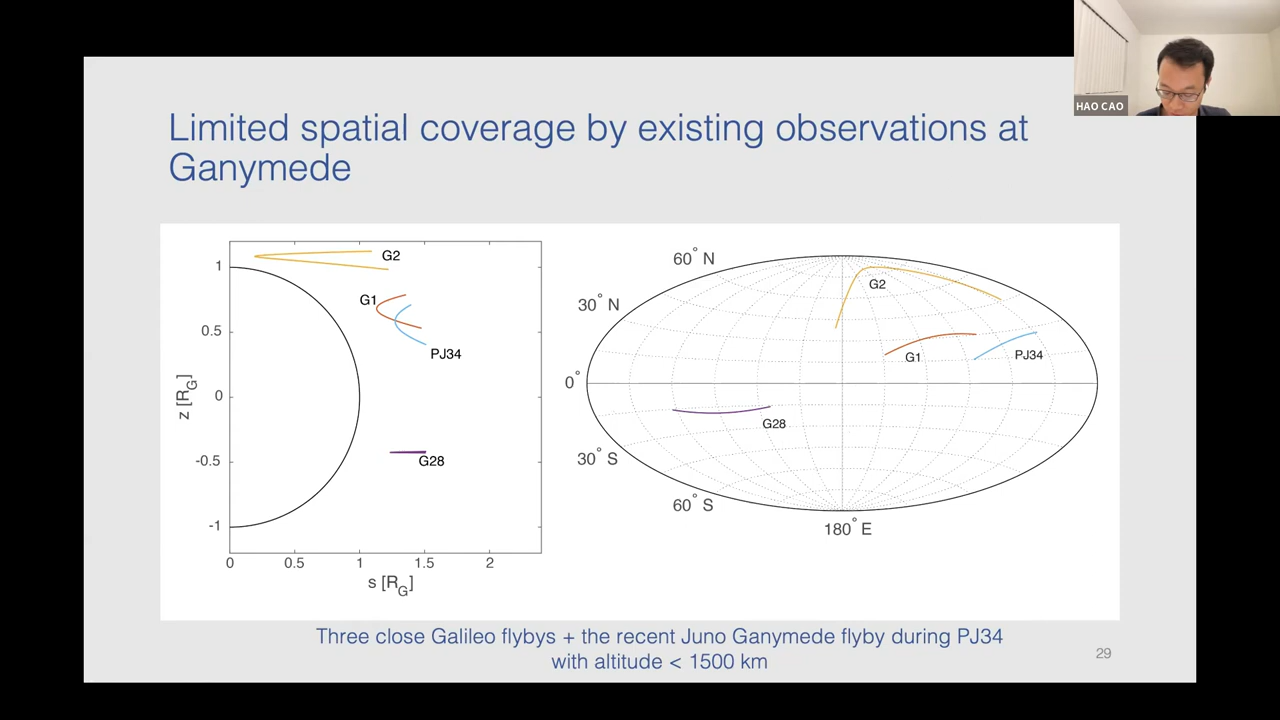 HAO CAO
Limited spatial coverage by existing observations at
Ganymede
1
0.5
0
-0.5
-1
z [R_G]
0 0.5 1 1.5 2
s [R_G]
G2
G1
PJ34
G28
60° N
30° N
0°
30° S
60° S
180° E
G2
G1
PJ34
G28
Three close Galileo flybys + the recent Juno Ganymede flyby during PJ34
with altitude < 1500 km
29